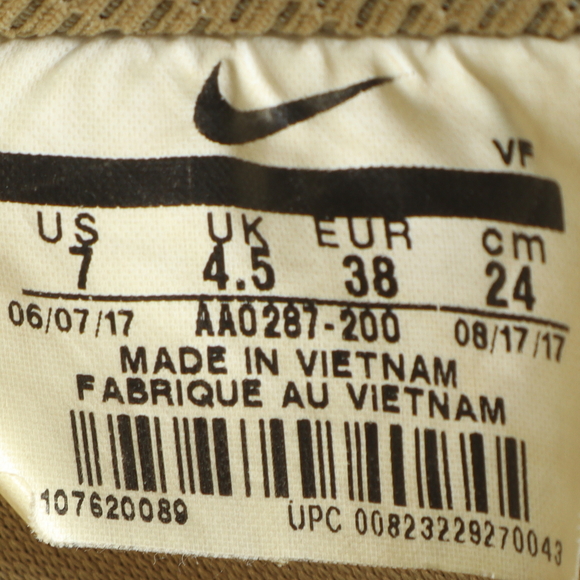 VF
US UK EUR cm
7 4.5 38 24
06/07/17 AA0287-200 08/17/17
MADE IN VIETNAM
FABRIQUE AU VIETNAM
107620089 UPC 00823229270043